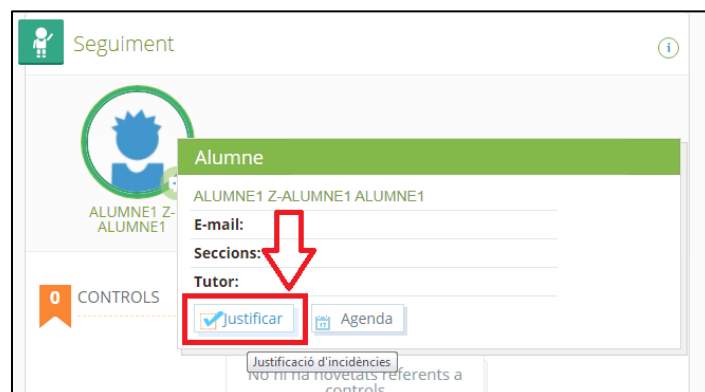 Seguiment
Alumne
ALUMNE1 Z-ALUMNE1 ALUMNE1
ALUMNE1 Z-
ALUMNE1
E-mail:
Seccions:
Tutor:
0 CONTROLS
Justificar
Agenda
Justificació d'incidències
No hi ha novetats referents a
controls